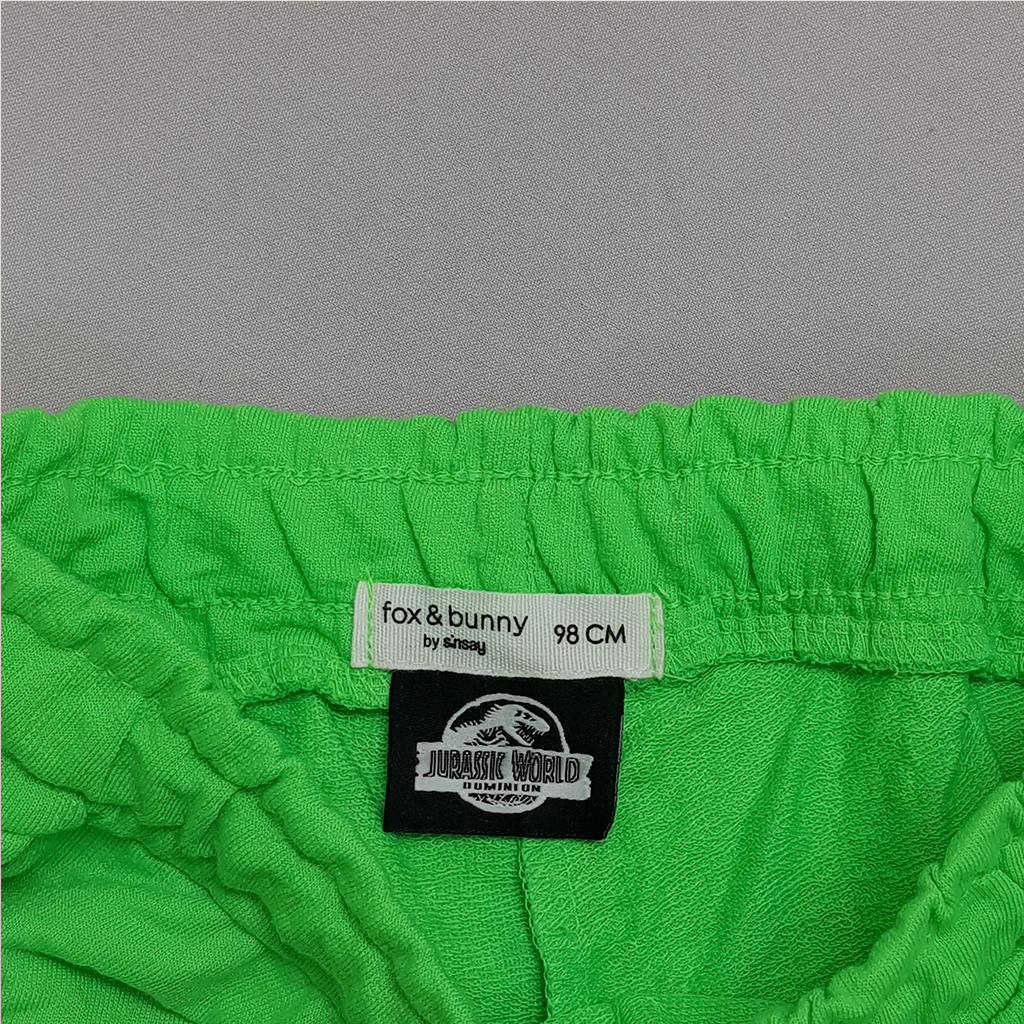 fox & bunny
by sinsay
98 CM
JURASSIC WORLD
DOMINION